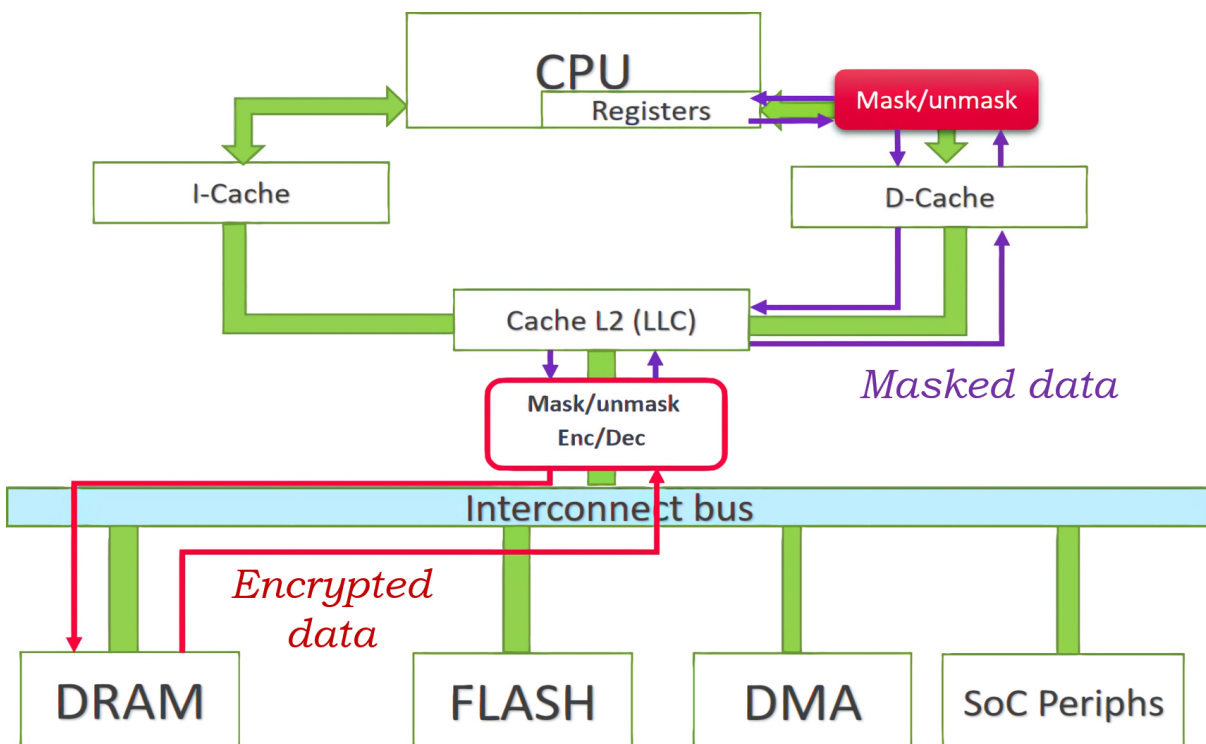 CPU
Registers
Mask/unmask
I-Cache
D-Cache
Cache L2 (LLC)
Masked data
Mask/unmask
Enc/Dec
Interconnect bus
Encrypted
data
DRAM
FLASH
DMA
SoC Periphs